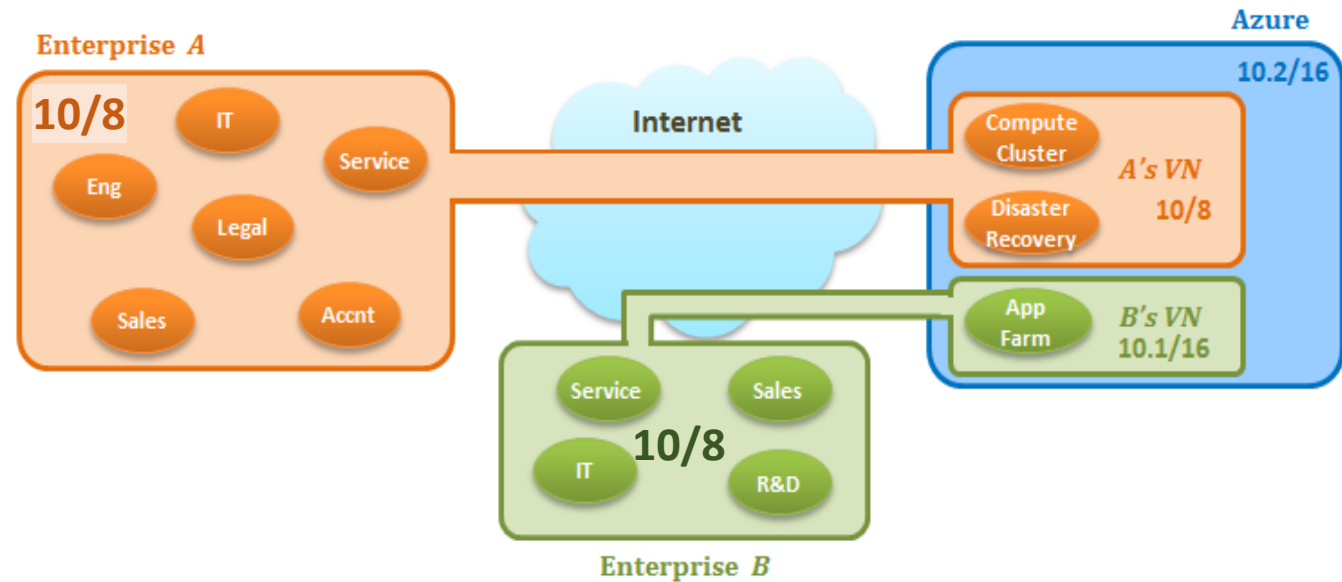 Enterprise A
10/8
IT
Service
Eng
Legal
Sales
Accnt
Internet
Azure
10.2/16
Compute
Cluster
A's VN
10/8
Disaster
Recovery
App
Farm
B's VN
10.1/16
Service
Sales
10/8
IT
R&D
Enterprise B